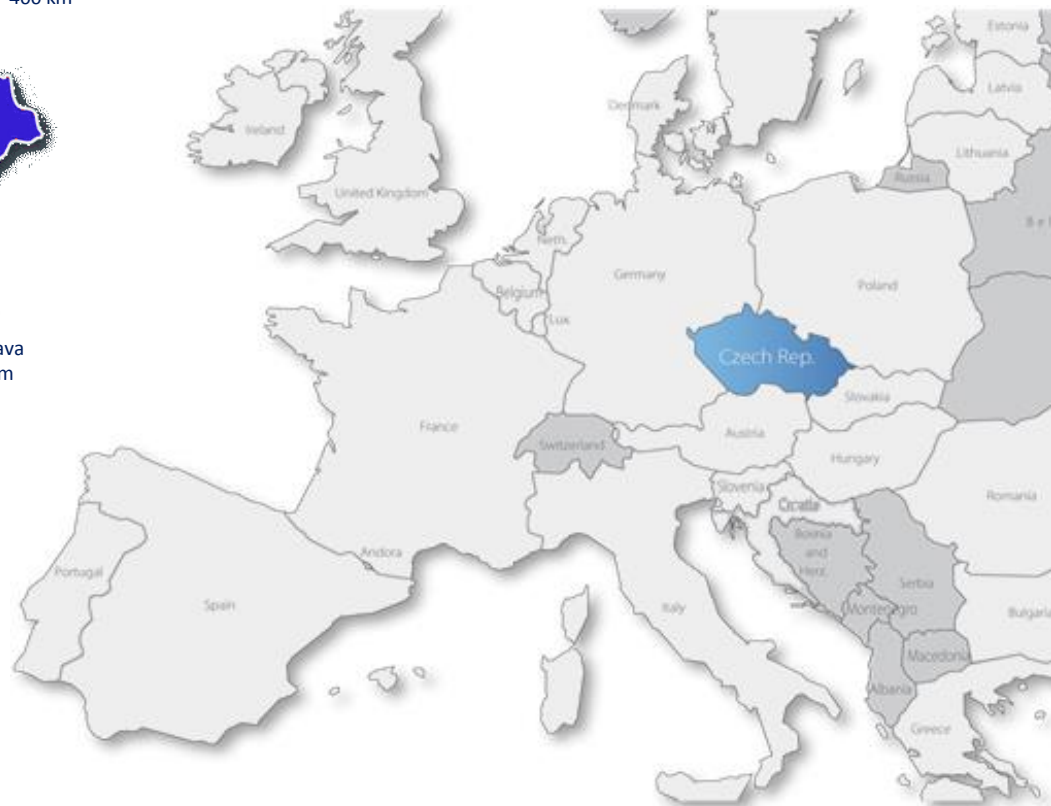 400 km
Estonia
Latvia
Denmark
Ireland
Lithuania
Russia
United Kingdom
B e l
Neth.
Germany
Poland
Belgium
Lux.
ava
m
Czech Rep.
Slovakia
France
Austria
Switzerland
Hungary
Slovenia
Romania
Croatia
Bosnia
and
Herz.
Andora
Portugal
Serbia
Spain
Italy
Montenegro
Bulgaria
Macedonia
Albania
Greece